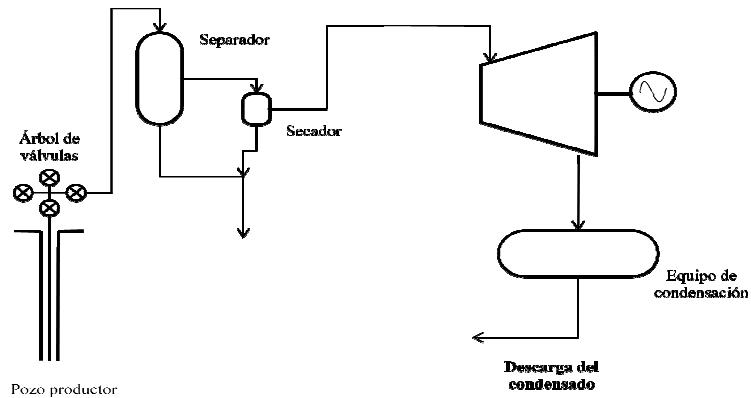 Separador
Secador
Árbol de
válvulas
Equipo de
condensación
Descarga del
condensado
Pozo productor